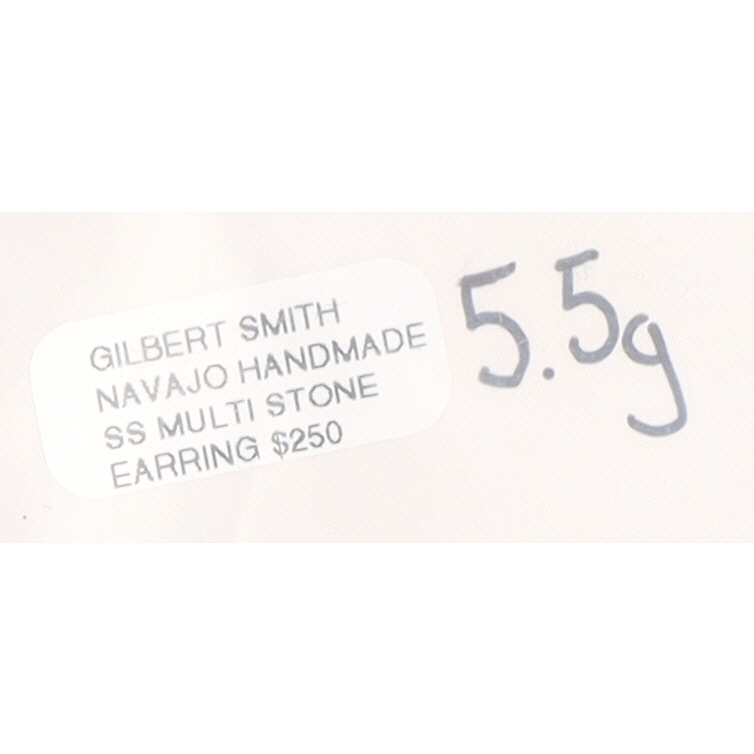 GILBERT SMITH
NAVAJO HANDMADE
SS MULTI STONE
EARRING $250
5.5g